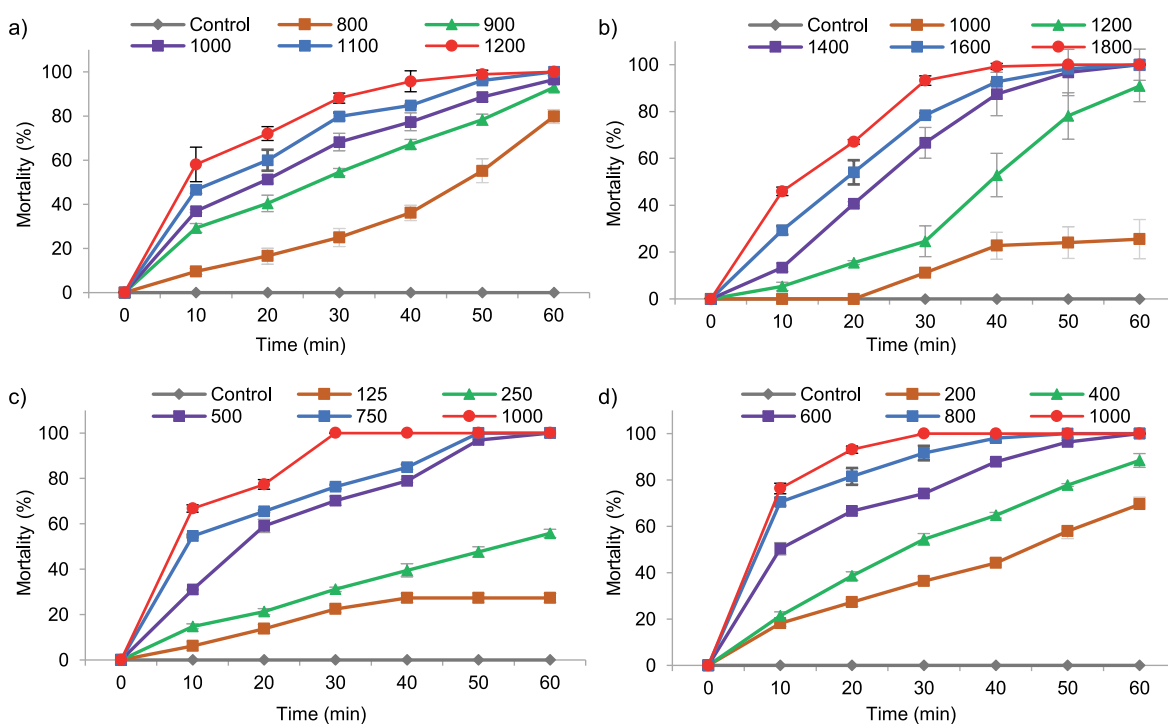 a)
Control 800 900
1000 1100 1200
Mortality (%)
100
80
60
40
20
0
0 10 20 30 40 50 60
Time (min)
b)
Control 1000 1200
1400 1600 1800
Mortality (%)
100
80
60
40
20
0
0 10 20 30 40 50 60
Time (min)
c)
Control 125 250
500 750 1000
Mortality (%)
100
80
60
40
20
0
0 10 20 30 40 50 60
Time (min)
d)
Control 200 400
600 800 1000
Mortality (%)
100
80
60
40
20
0
0 10 20 30 40 50 60
Time (min)